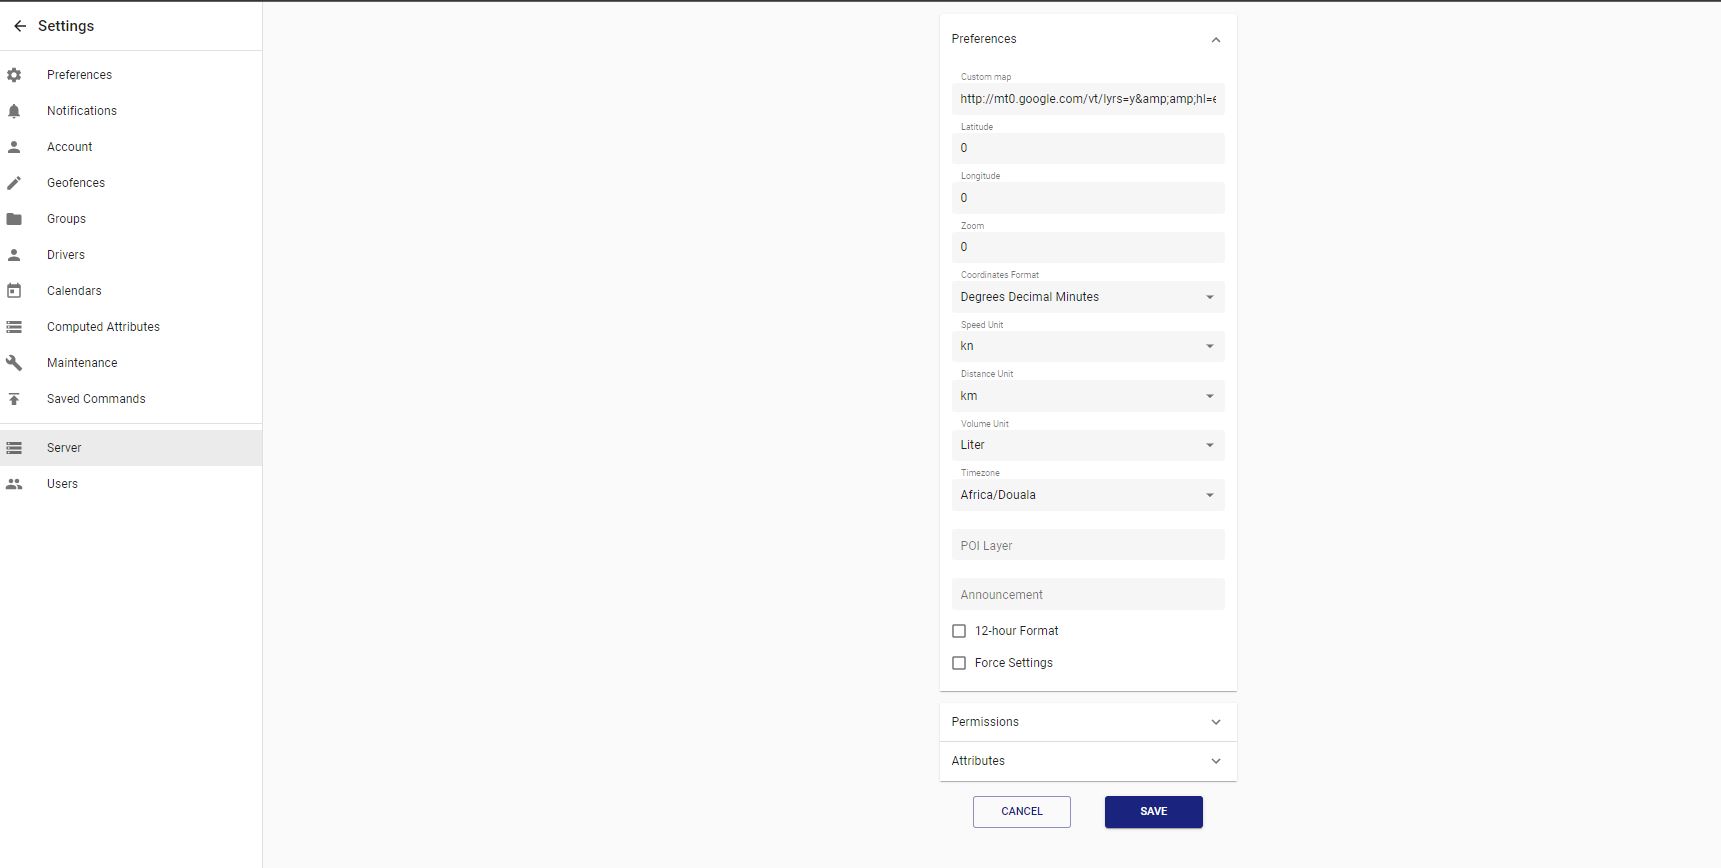 Settings
Preferences
Notifications
Account
Geofences
Groups
Drivers
Calendars
Computed Attributes
Maintenance
Saved Commands
Server
Users
Preferences
Custom map
http://mt0.google.com/vt/lyrs=y&amp;amp;hl=e
Latitude
0
Longitude
0
Zoom
0
Coordinates Format
Degrees Decimal Minutes
Speed Unit
kn
Distance Unit
km
Volume Unit
Liter
Timezone
Africa/Douala
POI Layer
Announcement
12-hour Format
Force Settings
Permissions
Attributes
CANCEL
SAVE